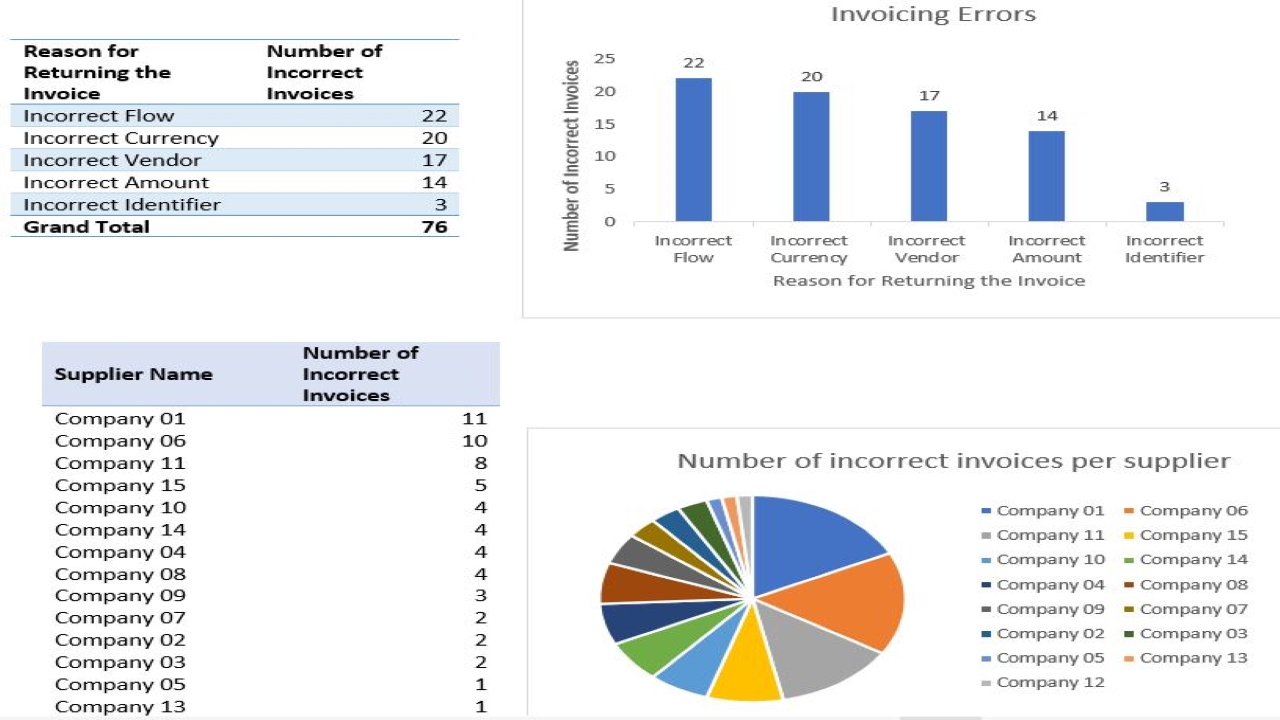 Reason for Returning the Invoice Number of Incorrect Invoices
Incorrect Flow 22
Incorrect Currency 20
Incorrect Vendor 17
Incorrect Amount 14
Incorrect Identifier 3
Grand Total 76
Invoicing Errors
Number of Incorrect Invoices
25
20
15
10
5
0
22
20
17
14
3
Incorrect Flow
Incorrect Currency
Incorrect Vendor
Incorrect Amount
Incorrect Identifier
Reason for Returning the Invoice
Supplier Name Number of Incorrect Invoices
Company 01 11
Company 06 10
Company 11 8
Company 15 5
Company 10 4
Company 14 4
Company 04 4
Company 08 4
Company 09 3
Company 07 2
Company 02 2
Company 03 2
Company 05 1
Company 13 1
Number of incorrect invoices per supplier
Company 01 Company 06
Company 11 Company 15
Company 10 Company 14
Company 04 Company 08
Company 09 Company 07
Company 02 Company 03
Company 05 Company 13
Company 12